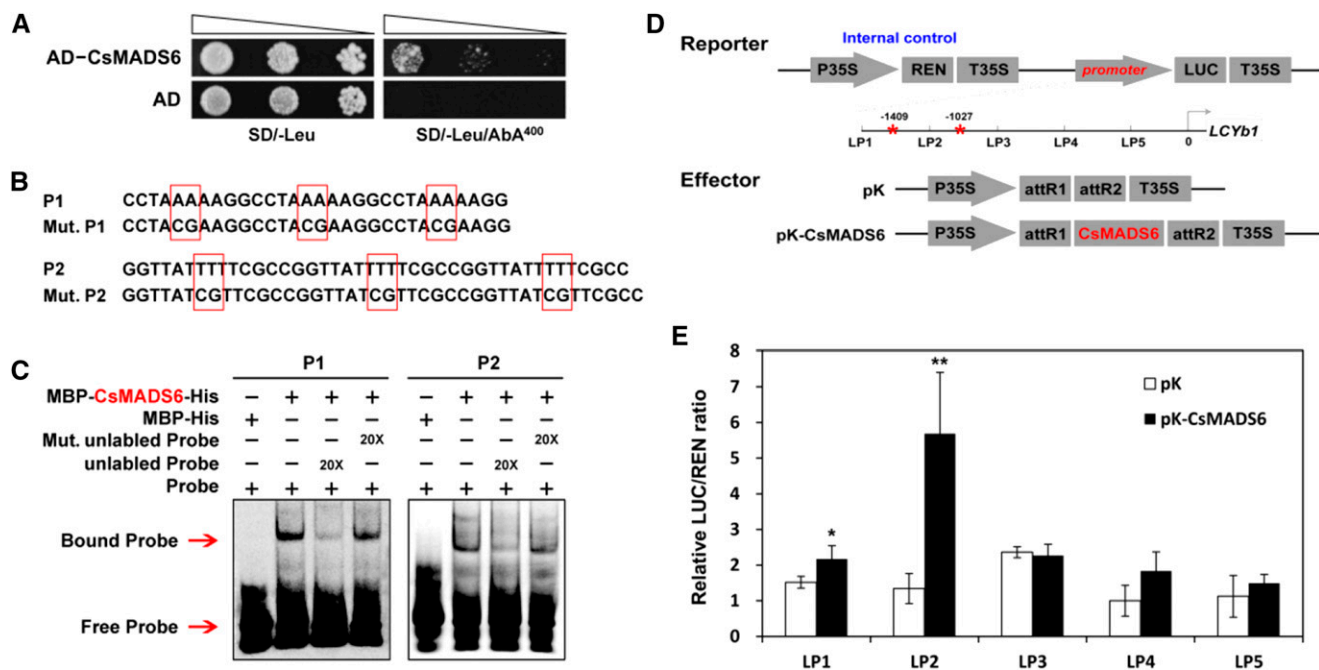 A
AD−CsMADS6
AD
SD/-Leu
SD/-Leu/AbA⁴⁰⁰
B
P1 CCTAAAAAGGCCTAAAAAGGCCTAAAAAGG
Mut. P1 CCTACGAAGGCCTACGAAGGCCTACGAAGG
P2 GGTTATTTTTCGCCGGTTATTTTTCGCCGGTTATTTTTCGCC
Mut. P2 GGTTATCGTTCGCCGGTTATCGTTCGCCGGTTATCGTTCGCC
C
P1 P2
MBP-CsMADS6-His − + + + − + + +
MBP-His + − − − + − − −
Mut. unlabled Probe − − − 20X − − − 20X
unlabled Probe − − 20X − − − 20X −
Probe + + + + + + + +
Bound Probe
Free Probe
D
Reporter
Internal control
P35S REN T35S promoter LUC T35S
-1409 -1027
* *
LP1 LP2 LP3 LP4 LP5 0 LCYb1
Effector
pK P35S attR1 attR2 T35S
pK-CsMADS6 P35S attR1 CsMADS6 attR2 T35S
E
Relative LUC/REN ratio
8
7
6
5
4
3
2
1
0
* **
pK
pK-CsMADS6
LP1 LP2 LP3 LP4 LP5